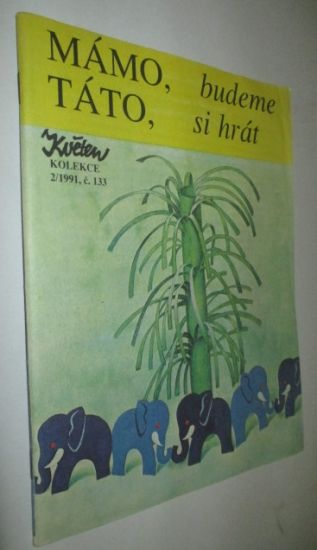 MÁMO, budeme
TÁTO, si hrát
Květen
KOLEKCE
2/1991, č. 133